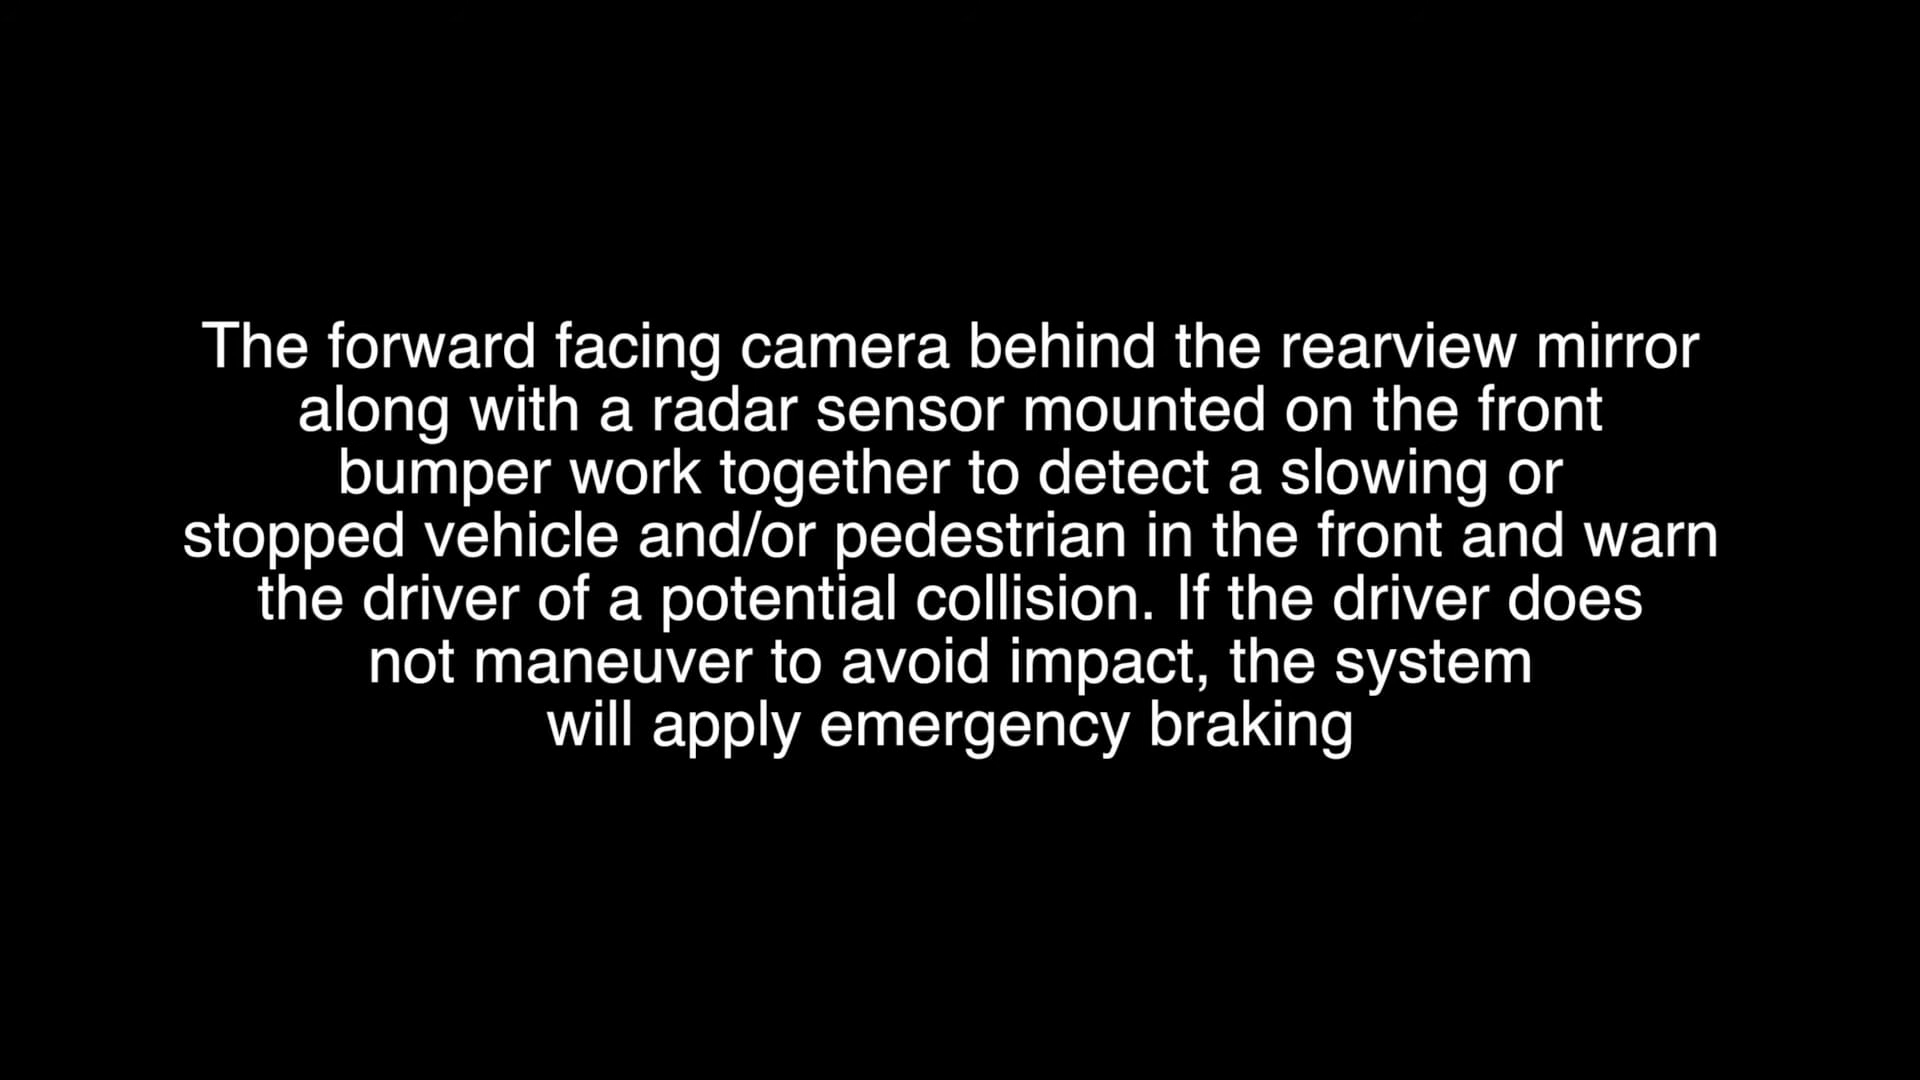 The forward facing camera behind the rearview mirror
along with a radar sensor mounted on the front
bumper work together to detect a slowing or
stopped vehicle and/or pedestrian in the front and warn
the driver of a potential collision. If the driver does
not maneuver to avoid impact, the system
will apply emergency braking